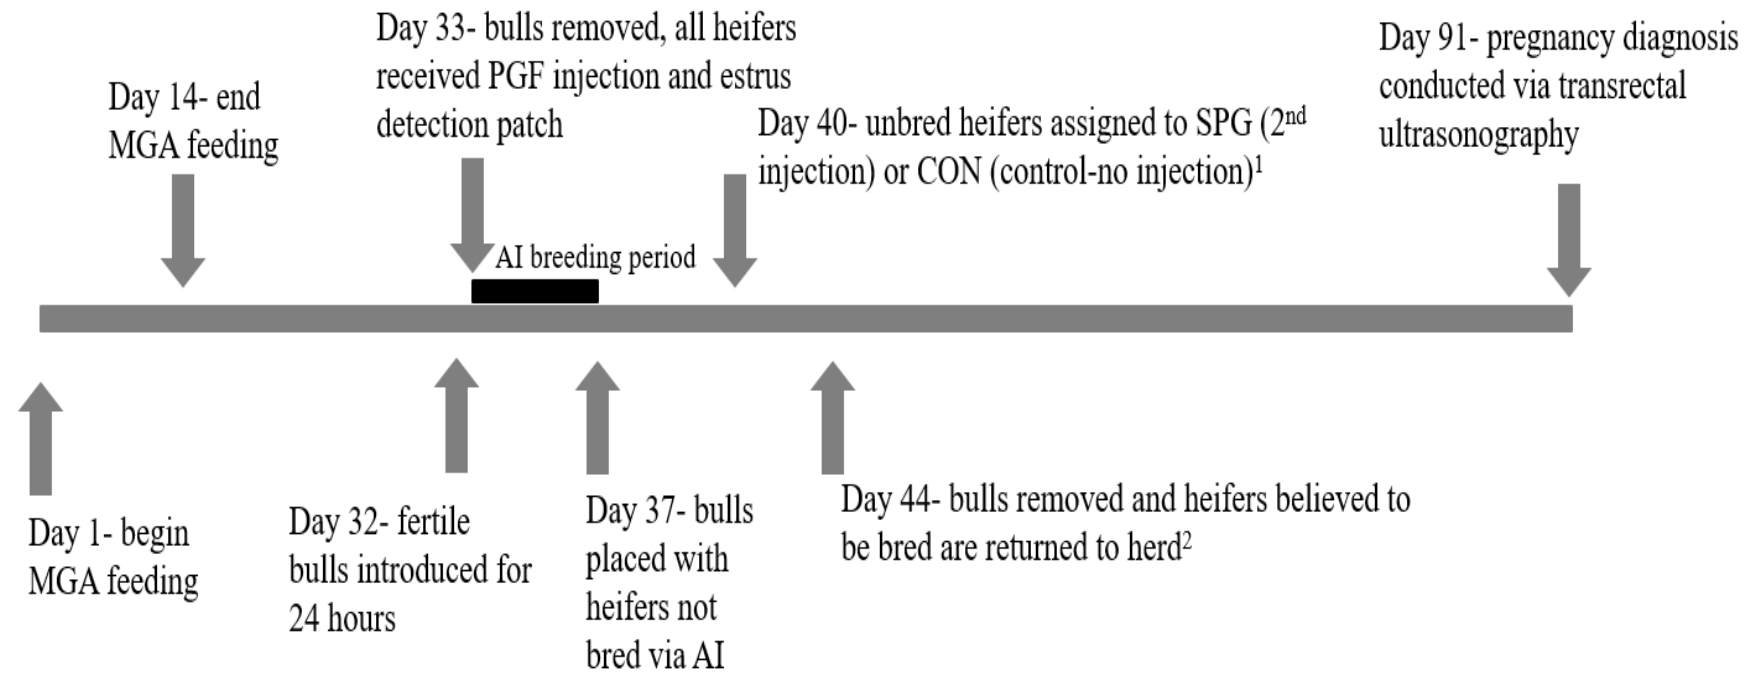 Day 14- end
MGA feeding
Day 33- bulls removed, all heifers
received PGF injection and estrus
detection patch
Day 40- unbred heifers assigned to SPG (2nd
injection) or CON (control-no injection)1
Day 91- pregnancy diagnosis
conducted via transrectal
ultrasonography
AI breeding period
Day 1- begin
MGA feeding
Day 32- fertile
bulls introduced for
24 hours
Day 37- bulls
placed with
heifers not
bred via AI
Day 44- bulls removed and heifers believed to
be bred are returned to herd2